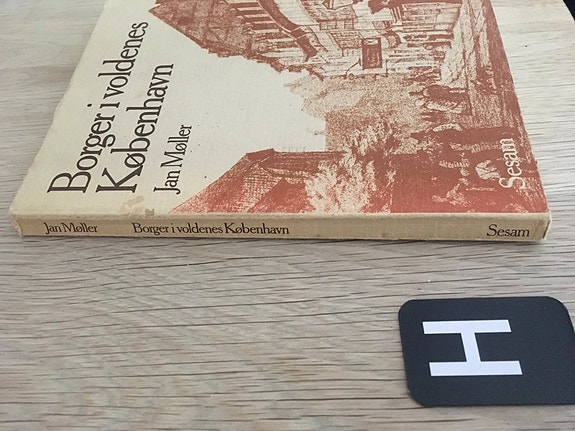 Borger i voldenes
København
Jan Møller
Sesam
Jan Møller Borger i voldenes København Sesam
H